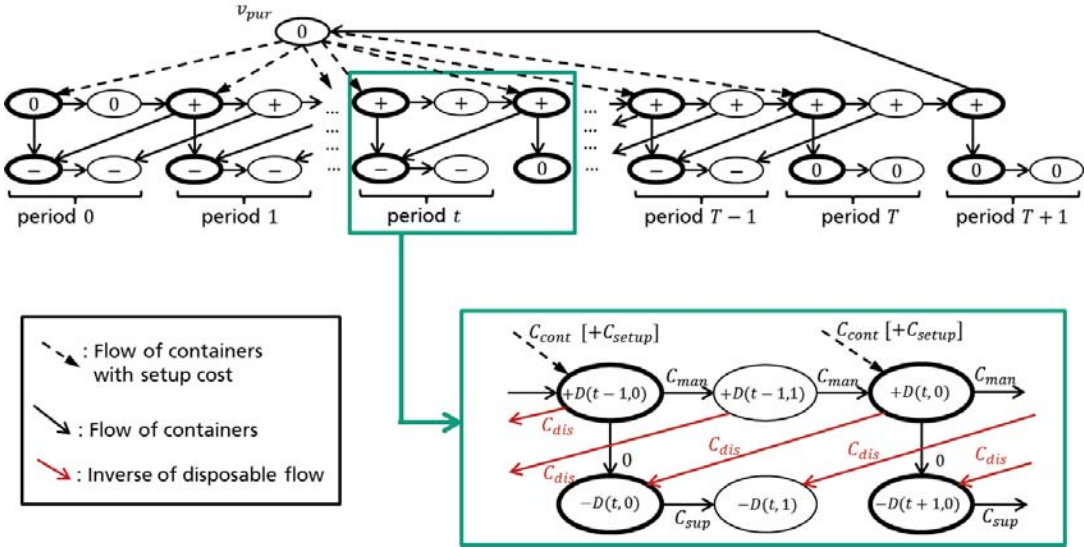 v_pur
0
0 0 + + ... + + + ... + + + + +
...
...
...
− − − − ... − − 0 ... − − 0 0 0 0
period 0 period 1 period t period T − 1 period T period T + 1
: Flow of containers
with setup cost
: Flow of containers
: Inverse of disposable flow
C_cont [+C_setup] C_cont [+C_setup]
+D(t−1,0) C_man +D(t−1,1) C_man +D(t,0) C_man
C_dis C_dis C_dis
C_dis 0 C_dis 0 C_dis
−D(t,0) C_sup −D(t,1) −D(t+1,0) C_sup